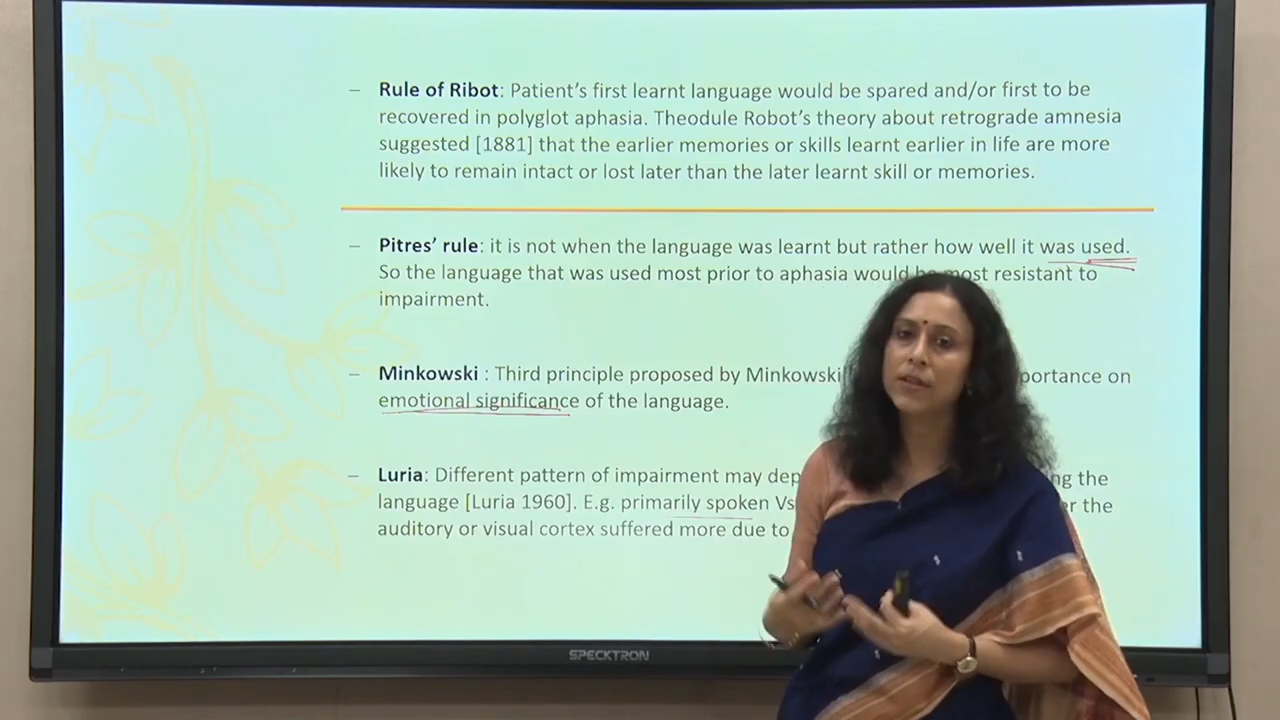 – Rule of Ribot: Patient's first learnt language would be spared and/or first to be
recovered in polyglot aphasia. Theodule Robot's theory about retrograde amnesia
suggested [1881] that the earlier memories or skills learnt earlier in life are more
likely to remain intact or lost later than the later learnt skill or memories.
– Pitres' rule: it is not when the language was learnt but rather how well it was used.
So the language that was used most prior to aphasia would be most resistant to
impairment.
– Minkowski : Third principle proposed by Minkowski on
emotional significance of the language.
– Luria: Different pattern of impairment may the
language [Luria 1960]. E.g. primarily spoken Vs the
auditory or visual cortex suffered more due to
SPECKTRON